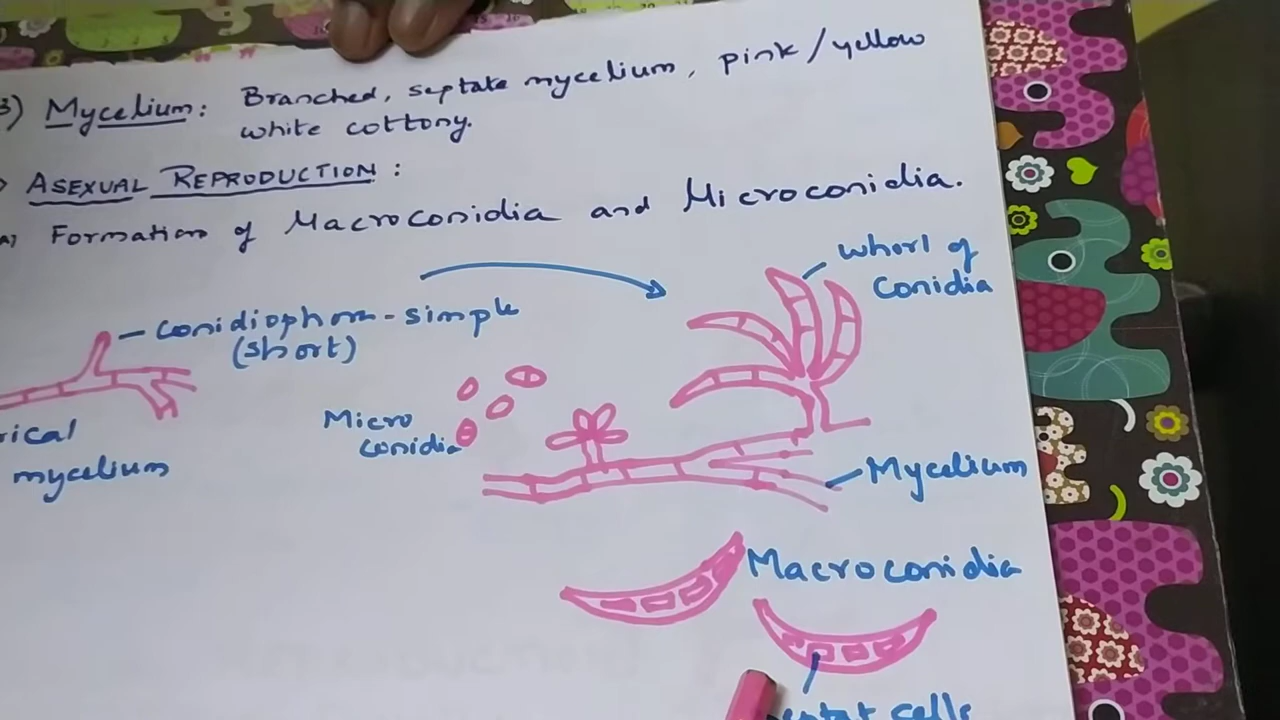 3) Mycelium: Branched, septate mycelium, pink/yellow
white cottony.
ASEXUAL REPRODUCTION:
A) Formation of Macroconidia and Microconidia.
whorl of
Conidia
Conidiophore-simple
(short)
Micro
conidia
rical
mycelium
Mycelium
Macroconidia
cells